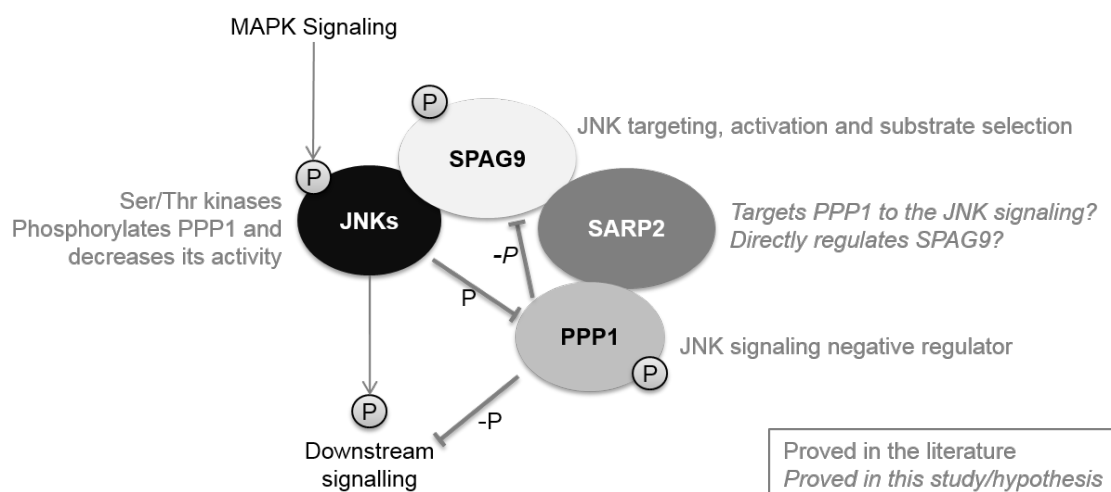 MAPK Signaling
P
SPAG9
JNK targeting, activation and substrate selection
P
JNKs
Ser/Thr kinases
Phosphorylates PPP1 and
decreases its activity
SARP2
Targets PPP1 to the JNK signaling?
Directly regulates SPAG9?
-P
P
PPP1
JNK signaling negative regulator
P
P
-P
Downstream
signalling
Proved in the literature
Proved in this study/hypothesis